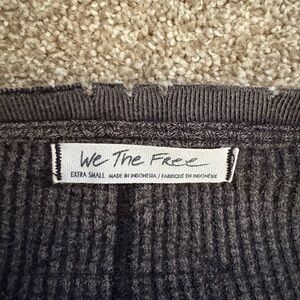 We The Free
EXTRA SMALL MADE IN INDONESIA / FABRIQUÉ EN INDONÉSIE